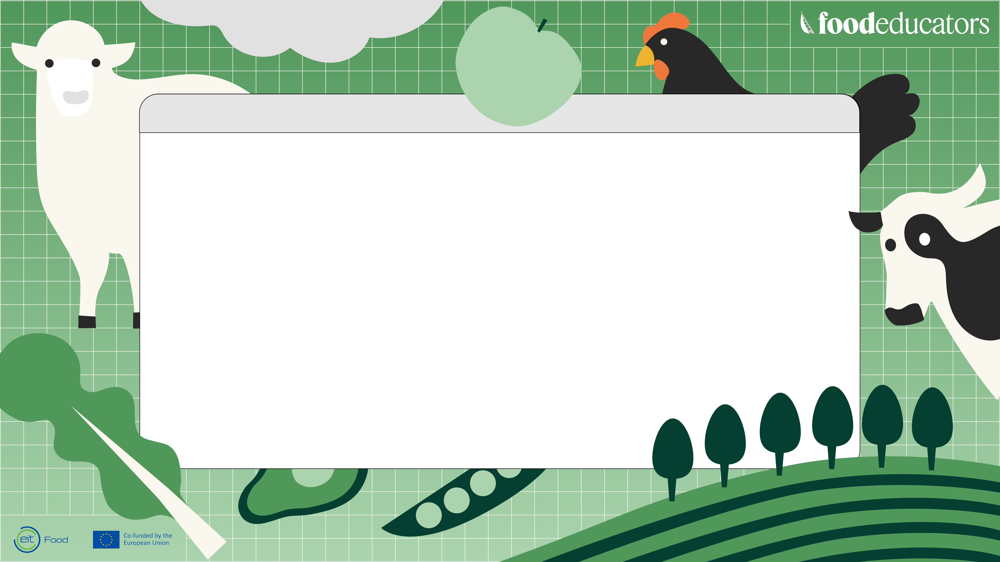 foodeducators
eit Food
Co-funded by the
European Union